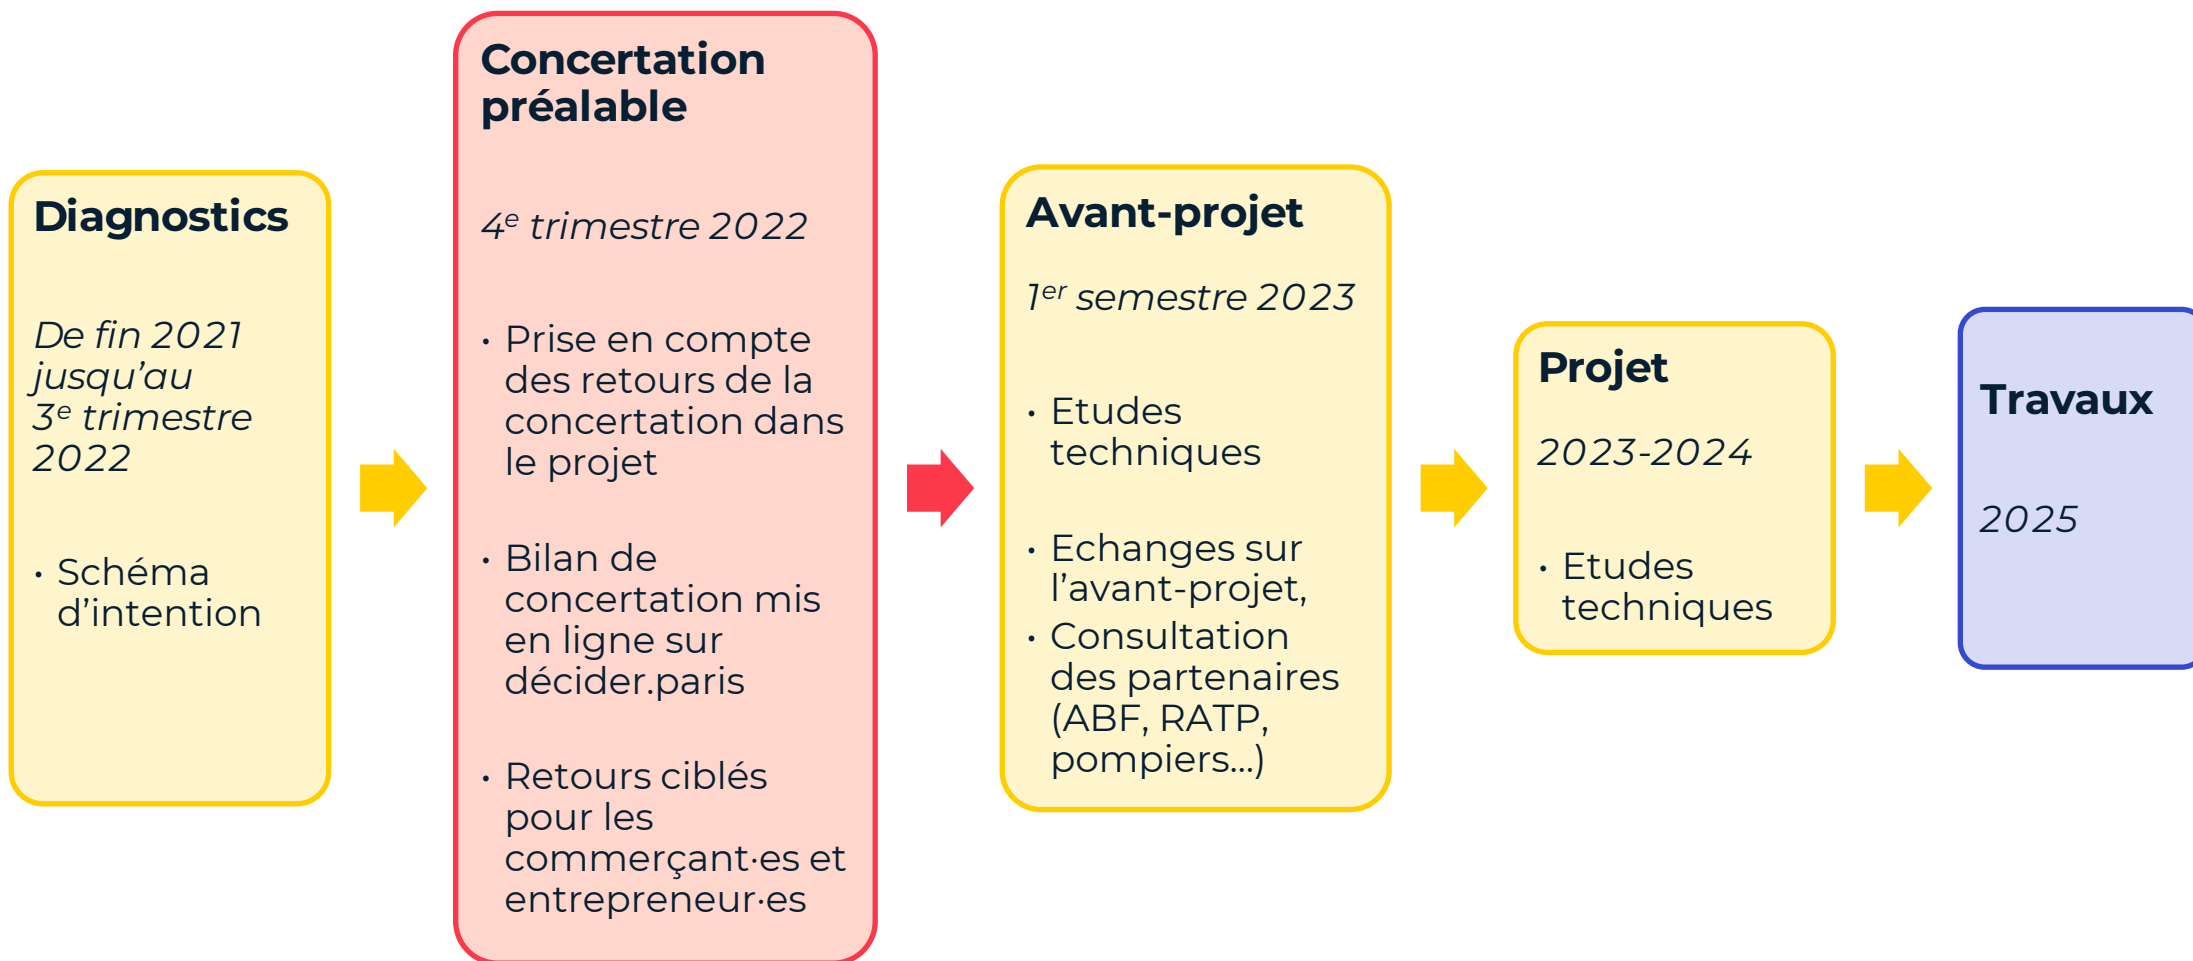 Diagnostics
De fin 2021
jusqu’au
3e trimestre
2022
• Schéma
d’intention
Concertation
préalable
4e trimestre 2022
• Prise en compte
des retours de la
concertation dans
le projet
• Bilan de
concertation mis
en ligne sur
décider.paris
• Retours ciblés
pour les
commerçant·es et
entrepreneur·es
Avant-projet
1er semestre 2023
• Etudes
techniques
• Echanges sur
l’avant-projet,
• Consultation
des partenaires
(ABF, RATP,
pompiers…)
Projet
2023-2024
• Etudes
techniques
Travaux
2025